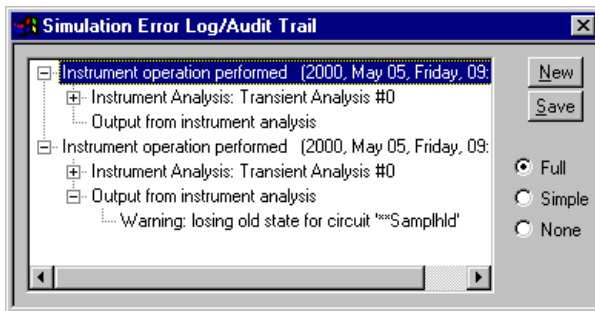 Simulation Error Log/Audit Trail
Instrument operation performed (2000, May 05, Friday, 09:
Instrument Analysis: Transient Analysis #0
Output from instrument analysis
Instrument operation performed (2000, May 05, Friday, 09:
Instrument Analysis: Transient Analysis #0
Output from instrument analysis
Warning: losing old state for circuit '**Samplhld'
New
Save
Full
Simple
None